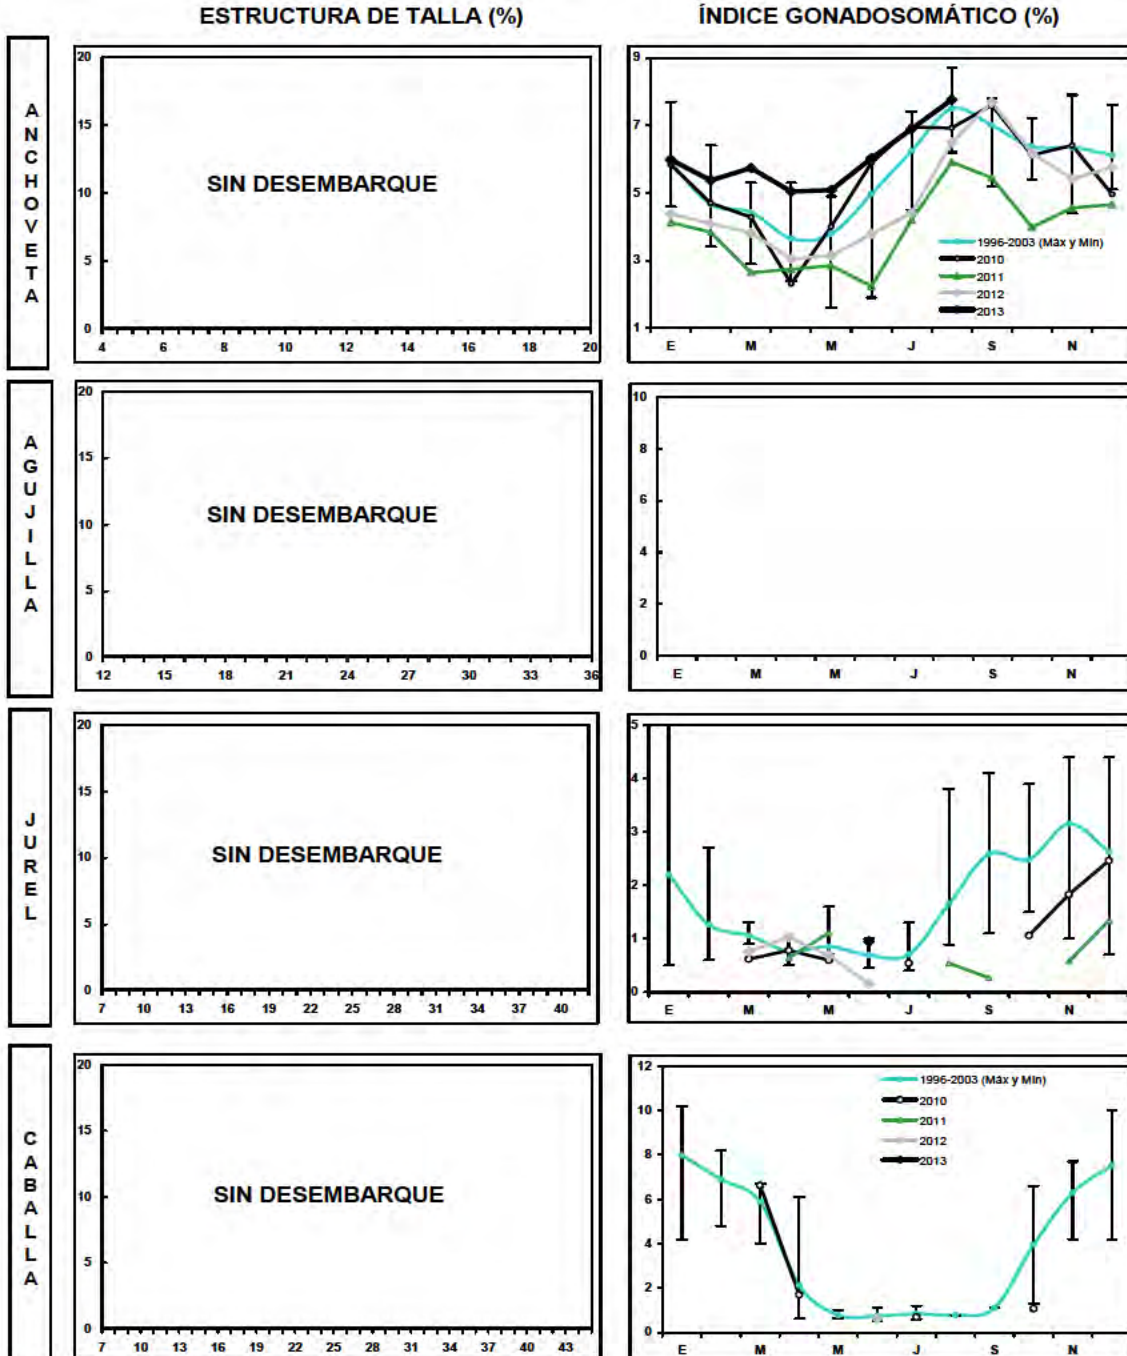 ESTRUCTURA DE TALLA (%)
ÍNDICE GONADOSOMÁTICO (%)
ANCHOVETA
20
15
10
5
0
SIN DESEMBARQUE
4 6 8 10 12 14 16 18 20
9
7
5
3
1
1996-2003 (Máx y Mín)
2010
2011
2012
2013
E M M J S N
AGUJILLA
20
15
10
5
0
SIN DESEMBARQUE
12 15 18 21 24 27 30 33 36
10
8
6
4
2
0
E M M J S N
JUREL
20
15
10
5
0
SIN DESEMBARQUE
7 10 13 16 19 22 25 28 31 34 37 40
5
4
3
2
1
0
E M M J S N
CABALLA
20
15
10
5
0
SIN DESEMBARQUE
7 10 13 16 19 22 25 28 31 34 37 40 43
12
10
8
6
4
2
0
1996-2003 (Máx y Mín)
2010
2011
2012
2013
E M M J S N